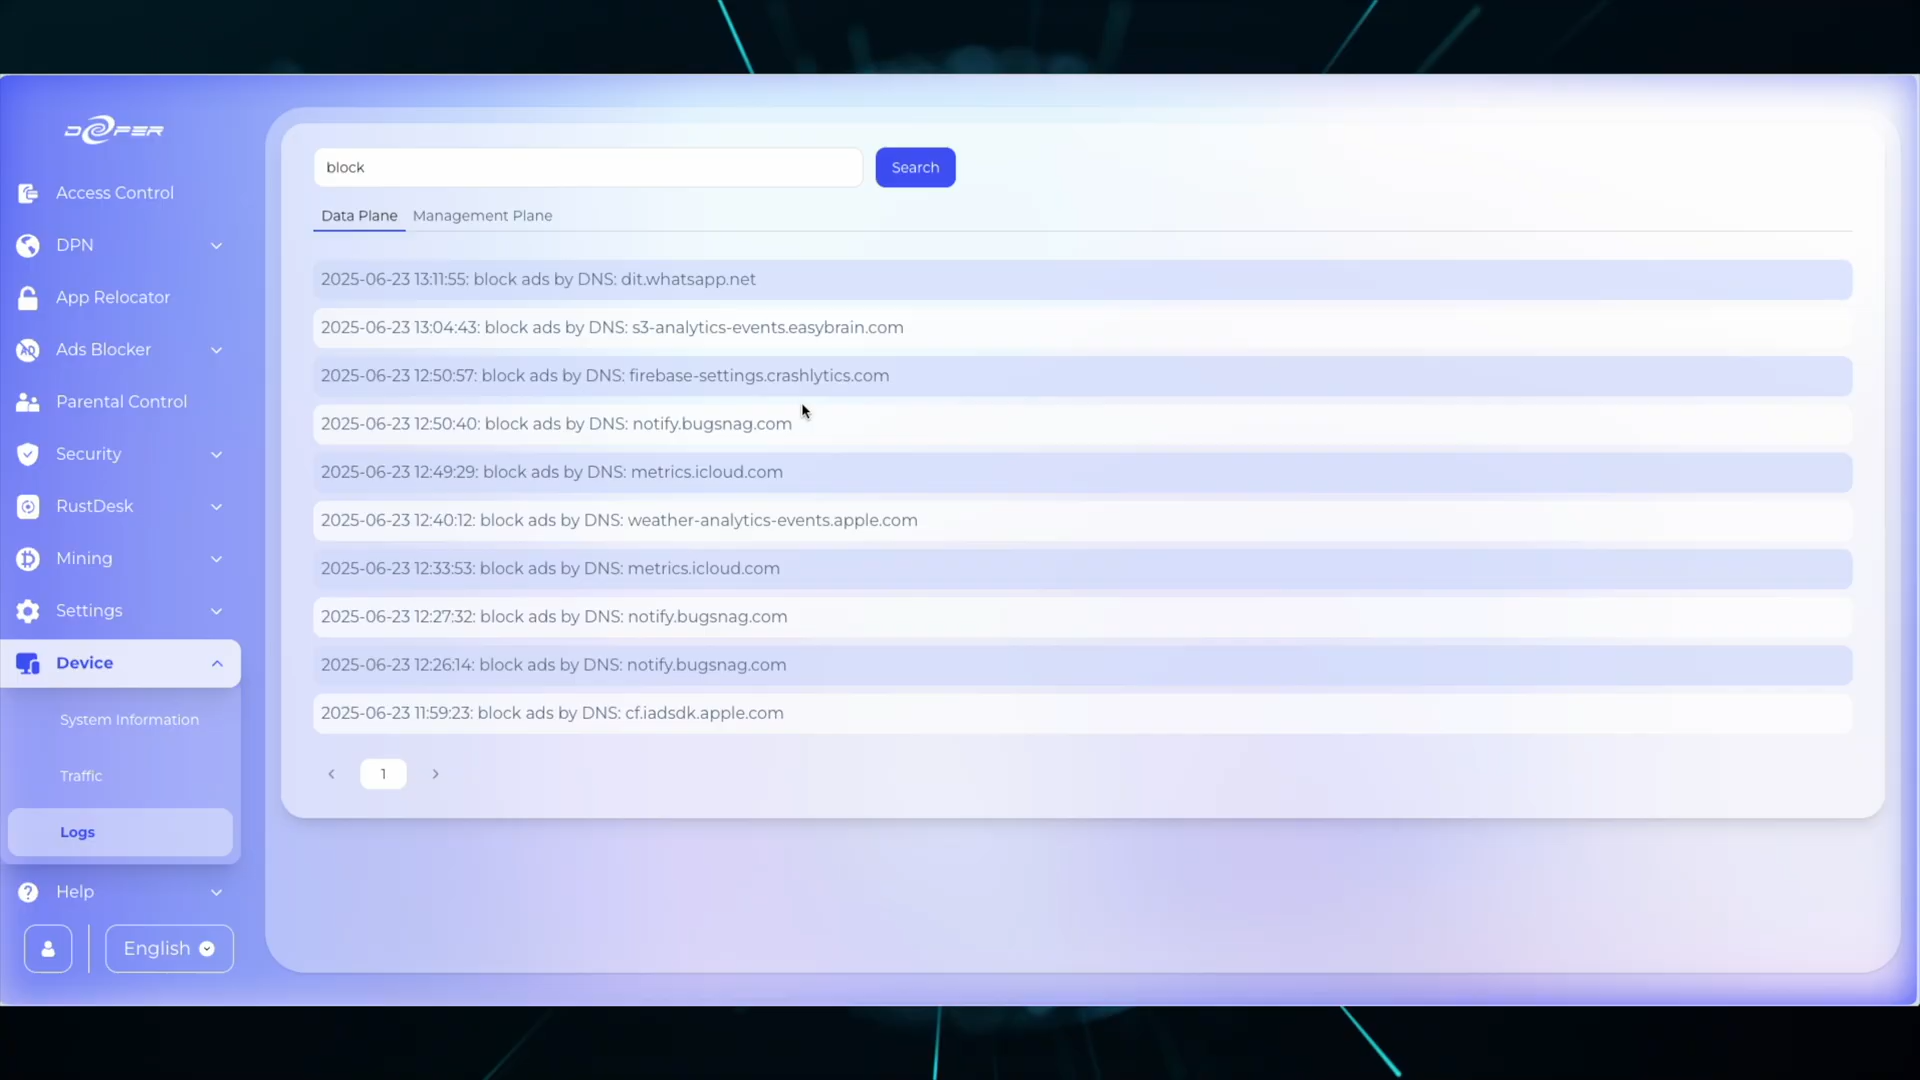 DEEPER
block
Search
Data Plane Management Plane
2025-06-23 13:11:55: block ads by DNS: dit.whatsapp.net
2025-06-23 13:04:43: block ads by DNS: s3-analytics-events.easybrain.com
2025-06-23 12:50:57: block ads by DNS: firebase-settings.crashlytics.com
2025-06-23 12:50:40: block ads by DNS: notify.bugsnag.com
2025-06-23 12:49:29: block ads by DNS: metrics.icloud.com
2025-06-23 12:40:12: block ads by DNS: weather-analytics-events.apple.com
2025-06-23 12:33:53: block ads by DNS: metrics.icloud.com
2025-06-23 12:27:32: block ads by DNS: notify.bugsnag.com
2025-06-23 12:26:14: block ads by DNS: notify.bugsnag.com
2025-06-23 11:59:23: block ads by DNS: cf.iadsdk.apple.com
1
Access Control
DPN
App Relocator
AD
Ads Blocker
Parental Control
Security
RustDesk
Mining
Settings
Device
System Information
Traffic
Logs
Help
English